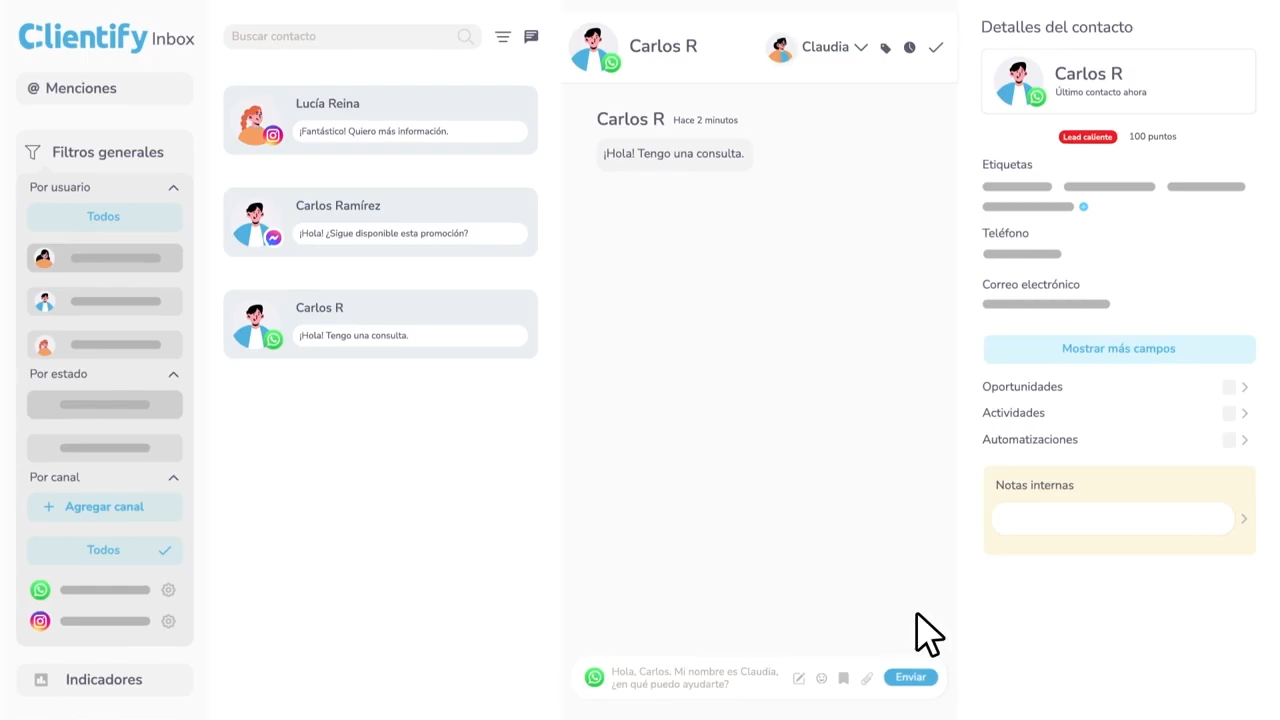 Clientify Inbox
@ Menciones
Filtros generales
Por usuario
Todos
Por estado
Por canal
+ Agregar canal
Todos
Indicadores
Buscar contacto
Lucía Reina
¡Fantástico! Quiero más información.
Carlos Ramírez
¡Hola! ¿Sigue disponible esta promoción?
Carlos R
¡Hola! Tengo una consulta.
Carlos R
Claudia
Carlos R Hace 2 minutos
¡Hola! Tengo una consulta.
Hola, Carlos. Mi nombre es Claudia,
¿en qué puedo ayudarte?
Enviar
Detalles del contacto
Carlos R
Último contacto ahora
Lead caliente 100 puntos
Etiquetas
Teléfono
Correo electrónico
Mostrar más campos
Oportunidades
Actividades
Automatizaciones
Notas internas